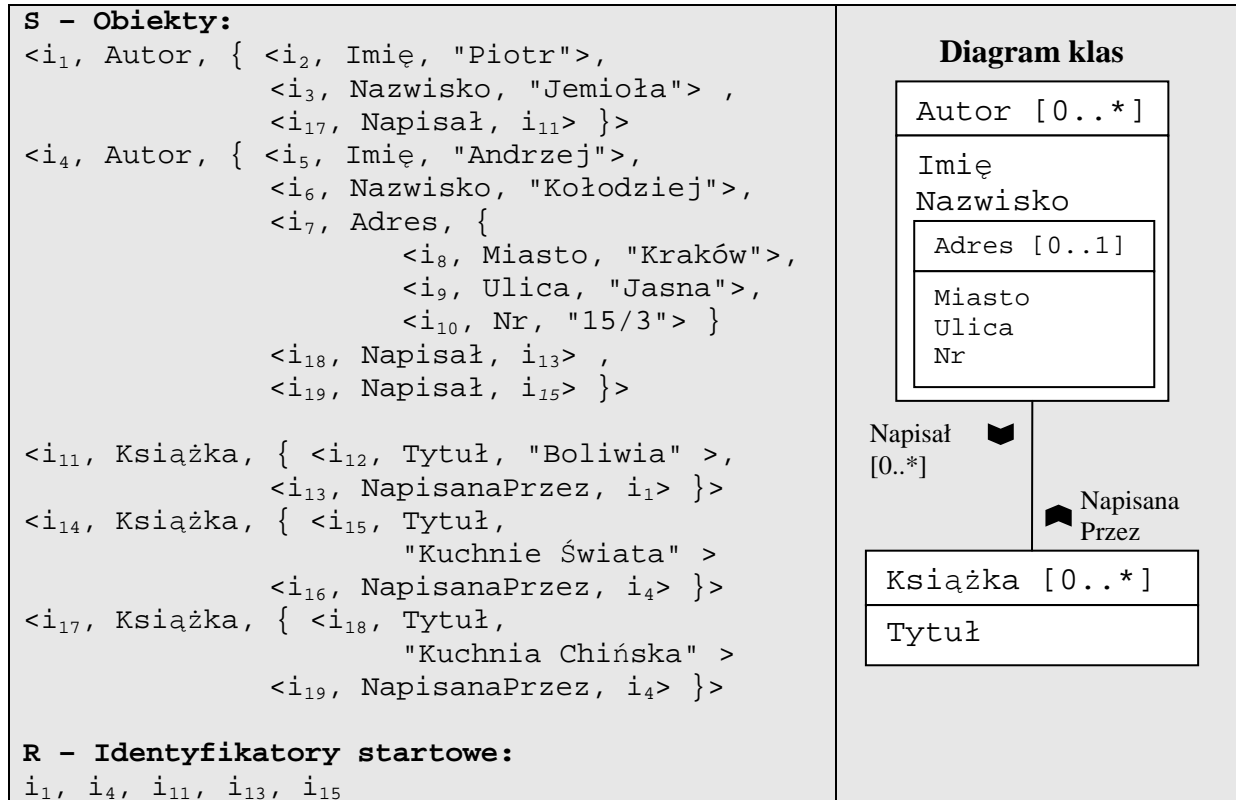 S – Obiekty:
<i₁, Autor, { <i₂, Imię, "Piotr">,
<i₃, Nazwisko, "Jemioła"> ,
<i₁₇, Napisał, i₁₁> }>
<i₄, Autor, { <i₅, Imię, "Andrzej">,
<i₆, Nazwisko, "Kołodziej">,
<i₇, Adres, {
<i₈, Miasto, "Kraków">,
<i₉, Ulica, "Jasna">,
<i₁₀, Nr, "15/3"> }
<i₁₈, Napisał, i₁₃> ,
<i₁₉, Napisał, i₁₅> }>
<i₁₁, Książka, { <i₁₂, Tytuł, "Boliwia" >,
<i₁₃, NapisanaPrzez, i₁> }>
<i₁₄, Książka, { <i₁₅, Tytuł,
"Kuchnie Świata" >
<i₁₆, NapisanaPrzez, i₄> }>
<i₁₇, Książka, { <i₁₈, Tytuł,
"Kuchnia Chińska" >
<i₁₉, NapisanaPrzez, i₄> }>
R – Identyfikatory startowe:
i₁, i₄, i₁₁, i₁₃, i₁₅
Diagram klas
Autor [0..*]
Imię
Nazwisko
Adres [0..1]
Miasto
Ulica
Nr
Napisał
[0..*]
Napisana
Przez
Książka [0..*]
Tytuł